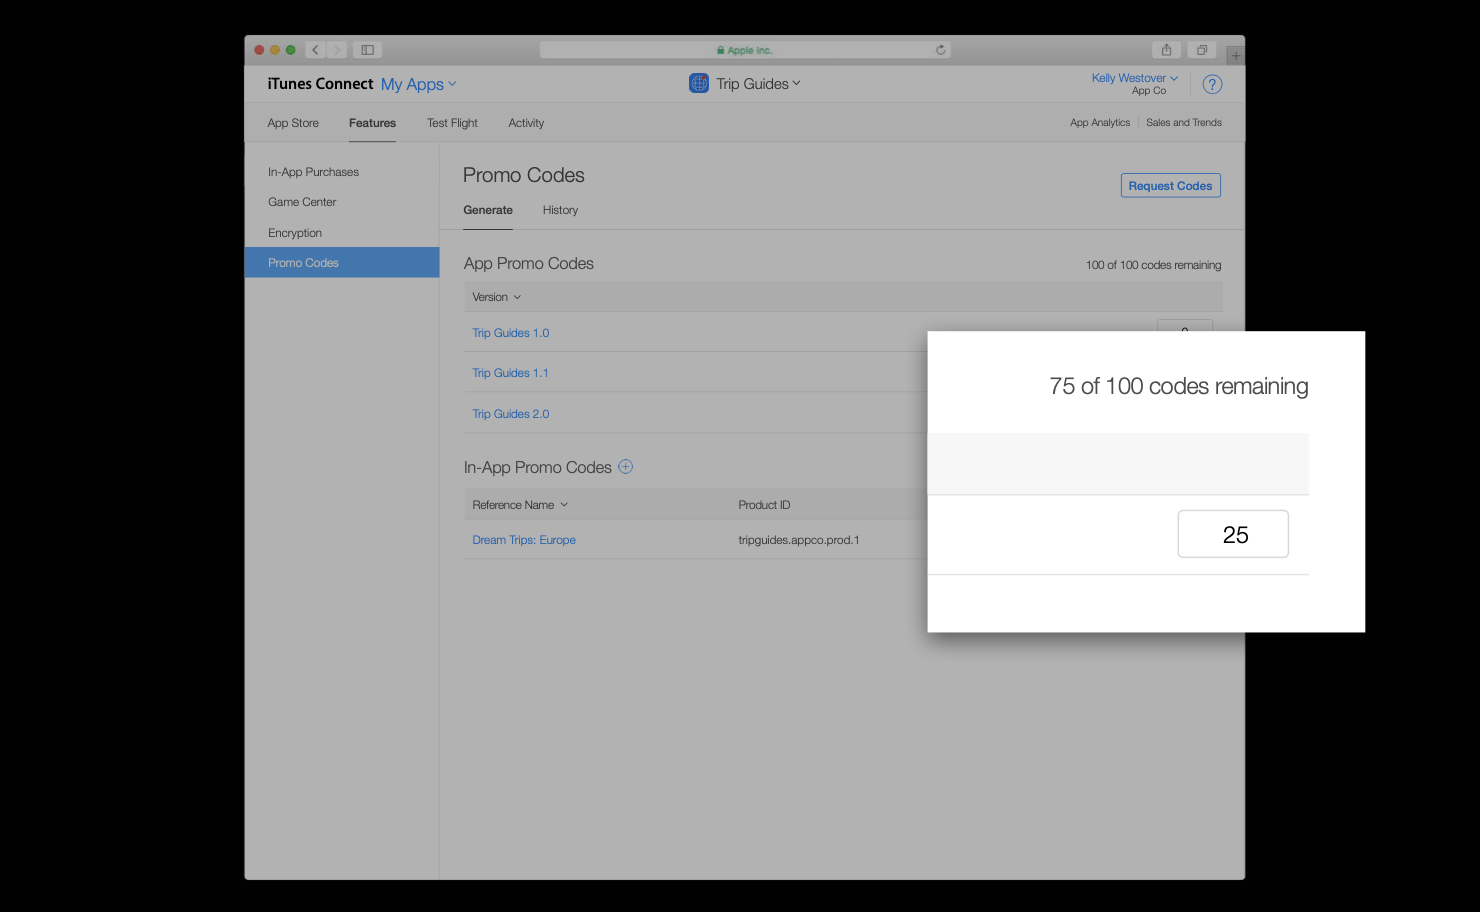 Apple Inc.
iTunes Connect My Apps
Trip Guides
Kelly Westover
App Co
?
App Store Features Test Flight Activity
App Analytics Sales and Trends
In-App Purchases
Game Center
Encryption
Promo Codes
Promo Codes
Request Codes
Generate History
App Promo Codes
100 of 100 codes remaining
Version
Trip Guides 1.0
Trip Guides 1.1
Trip Guides 2.0
In-App Promo Codes
Reference Name Product ID
Dream Trips: Europe tripguides.appco.prod.1
75 of 100 codes remaining
25